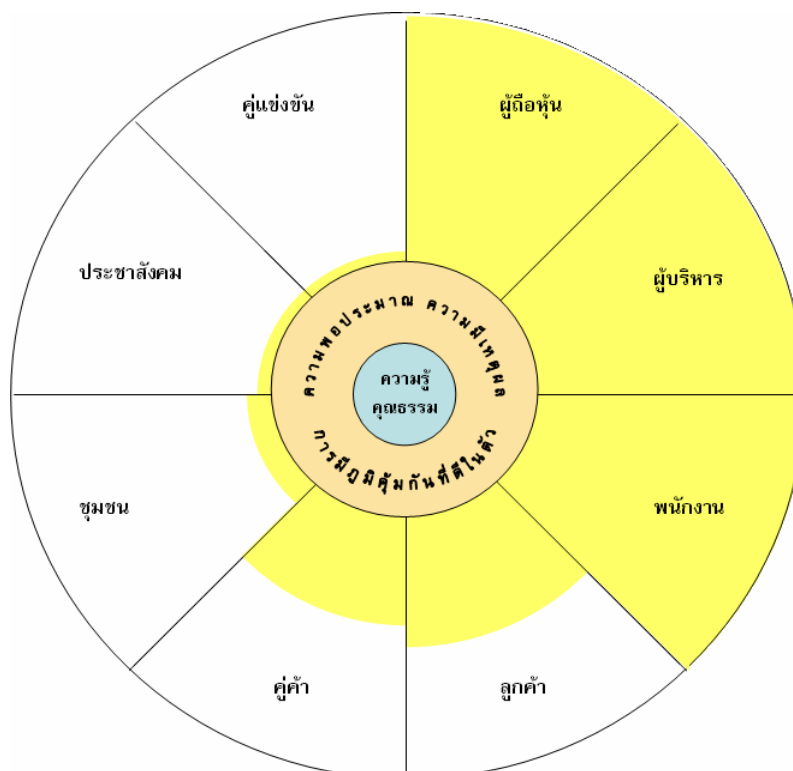 คู่แข่งขัน
ผู้ถือหุ้น
ประชาสังคม
ผู้บริหาร
ความพอประมาณ ความมีเหตุผล
ความรู้
คุณธรรม
การมีภูมิคุ้มกันที่ดีในตัว
ชุมชน
พนักงาน
คู่ค้า
ลูกค้า